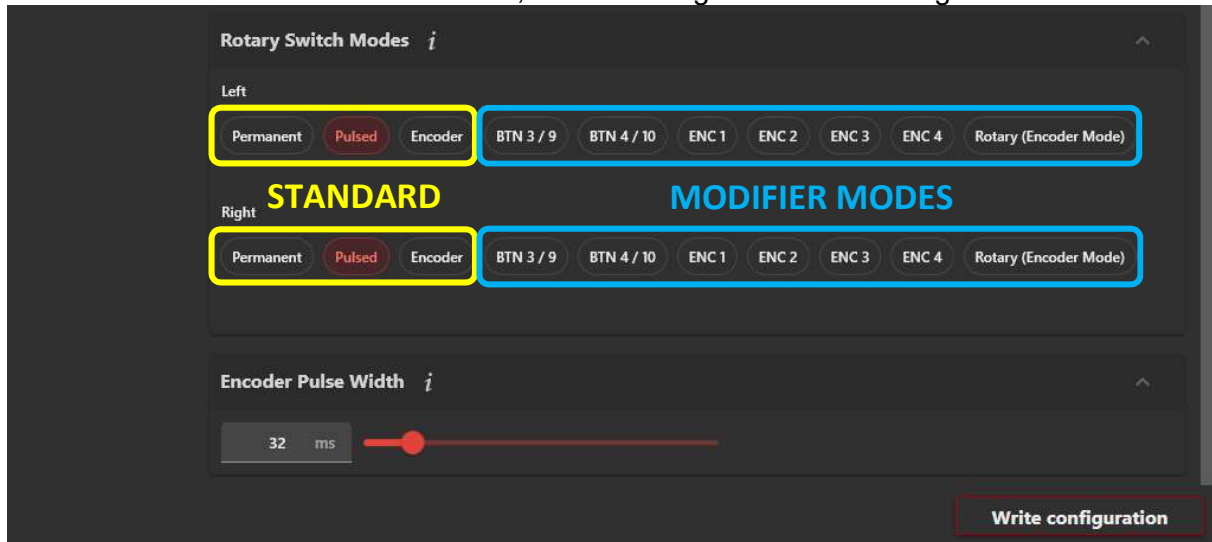 Rotary Switch Modes i
Left
Permanent Pulsed Encoder BTN 3 / 9 BTN 4 / 10 ENC 1 ENC 2 ENC 3 ENC 4 Rotary (Encoder Mode)
STANDARD MODIFIER MODES
Right
Permanent Pulsed Encoder BTN 3 / 9 BTN 4 / 10 ENC 1 ENC 2 ENC 3 ENC 4 Rotary (Encoder Mode)
Encoder Pulse Width i
32 ms
Write configuration